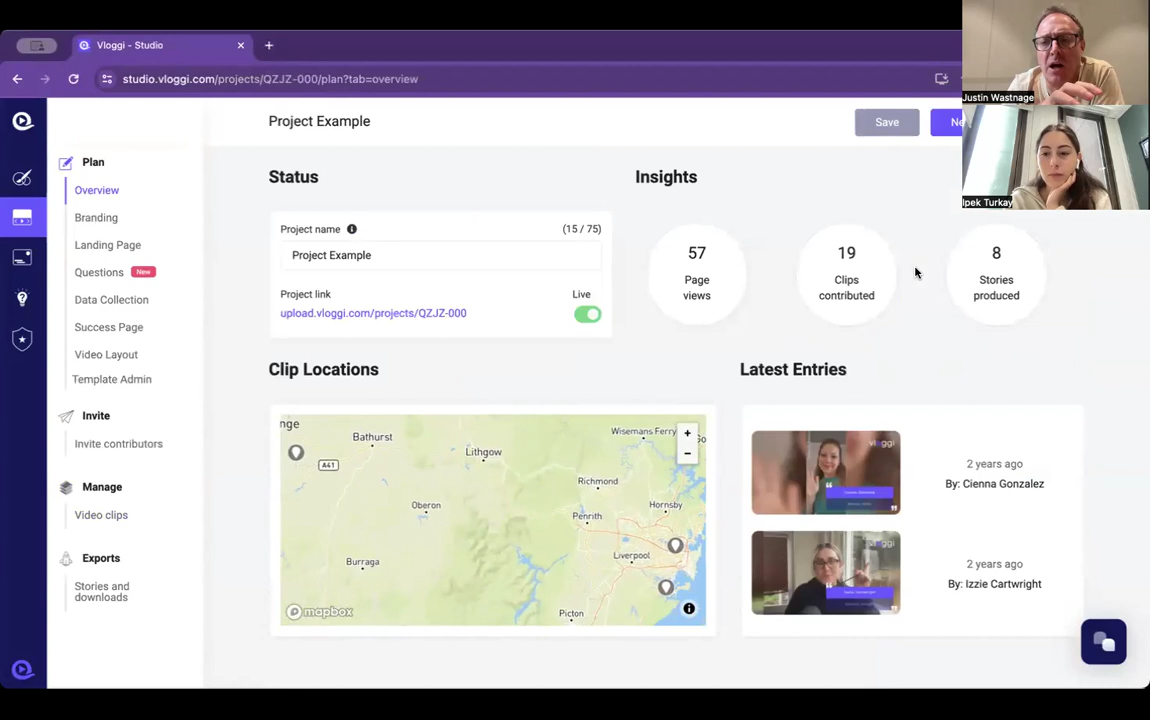 Vloggi - Studio
studio.vloggi.com/projects/QZJZ-000/plan?tab=overview
Justin Wastnage
Ipek Turkay
Project Example
Save
Ne
Plan
Overview
Branding
Landing Page
Questions New
Data Collection
Success Page
Video Layout
Template Admin
Invite
Invite contributors
Manage
Video clips
Exports
Stories and
downloads
Status
Project name (15 / 75)
Project Example
Project link Live
upload.vloggi.com/projects/QZJZ-000
Insights
57
Page
views
19
Clips
contributed
8
Stories
produced
Clip Locations
nge
Bathurst
Wisemans Ferry
Go
A41
Lithgow
Richmond
Oberon
Hornsby
Penrith
Liverpool
Burraga
Picton
mapbox
+
-
Latest Entries
vloggi
2 years ago
By: Cienna Gonzalez
2 years ago
By: Izzie Cartwright